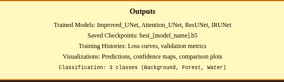 Outputs
Trained Models: Improved_UNet, Attention_UNet, ResUNet, IRUNet
Saved Checkpoints: best_[model_name].h5
Training Histories: Loss curves, validation metrics
Visualizations: Predictions, confidence maps, comparison plots
Classification: 3 classes (Background, Forest, Water)